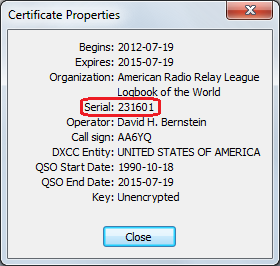 Certificate Properties
Begins: 2012-07-19
Expires: 2015-07-19
Organization: American Radio Relay League
Logbook of the World
Serial: 231601
Operator: David H. Bernstein
Call sign: AA6YQ
DXCC Entity: UNITED STATES OF AMERICA
QSO Start Date: 1990-10-18
QSO End Date: 2015-07-19
Key: Unencrypted
Close